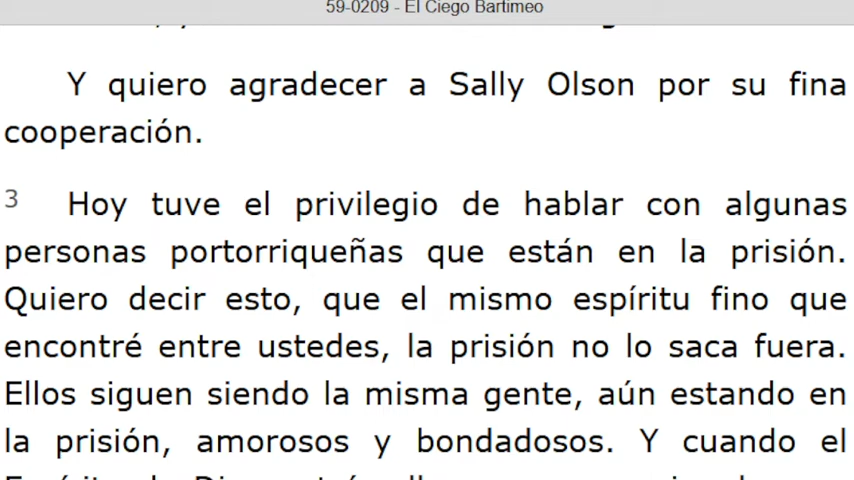 59-0209 - El Ciego Bartimeo
Y quiero agradecer a Sally Olson por su fina
cooperación.
3 Hoy tuve el privilegio de hablar con algunas
personas portorriqueñas que están en la prisión.
Quiero decir esto, que el mismo espíritu fino que
encontré entre ustedes, la prisión no lo saca fuera.
Ellos siguen siendo la misma gente, aún estando en
la prisión, amorosos y bondadosos. Y cuando el